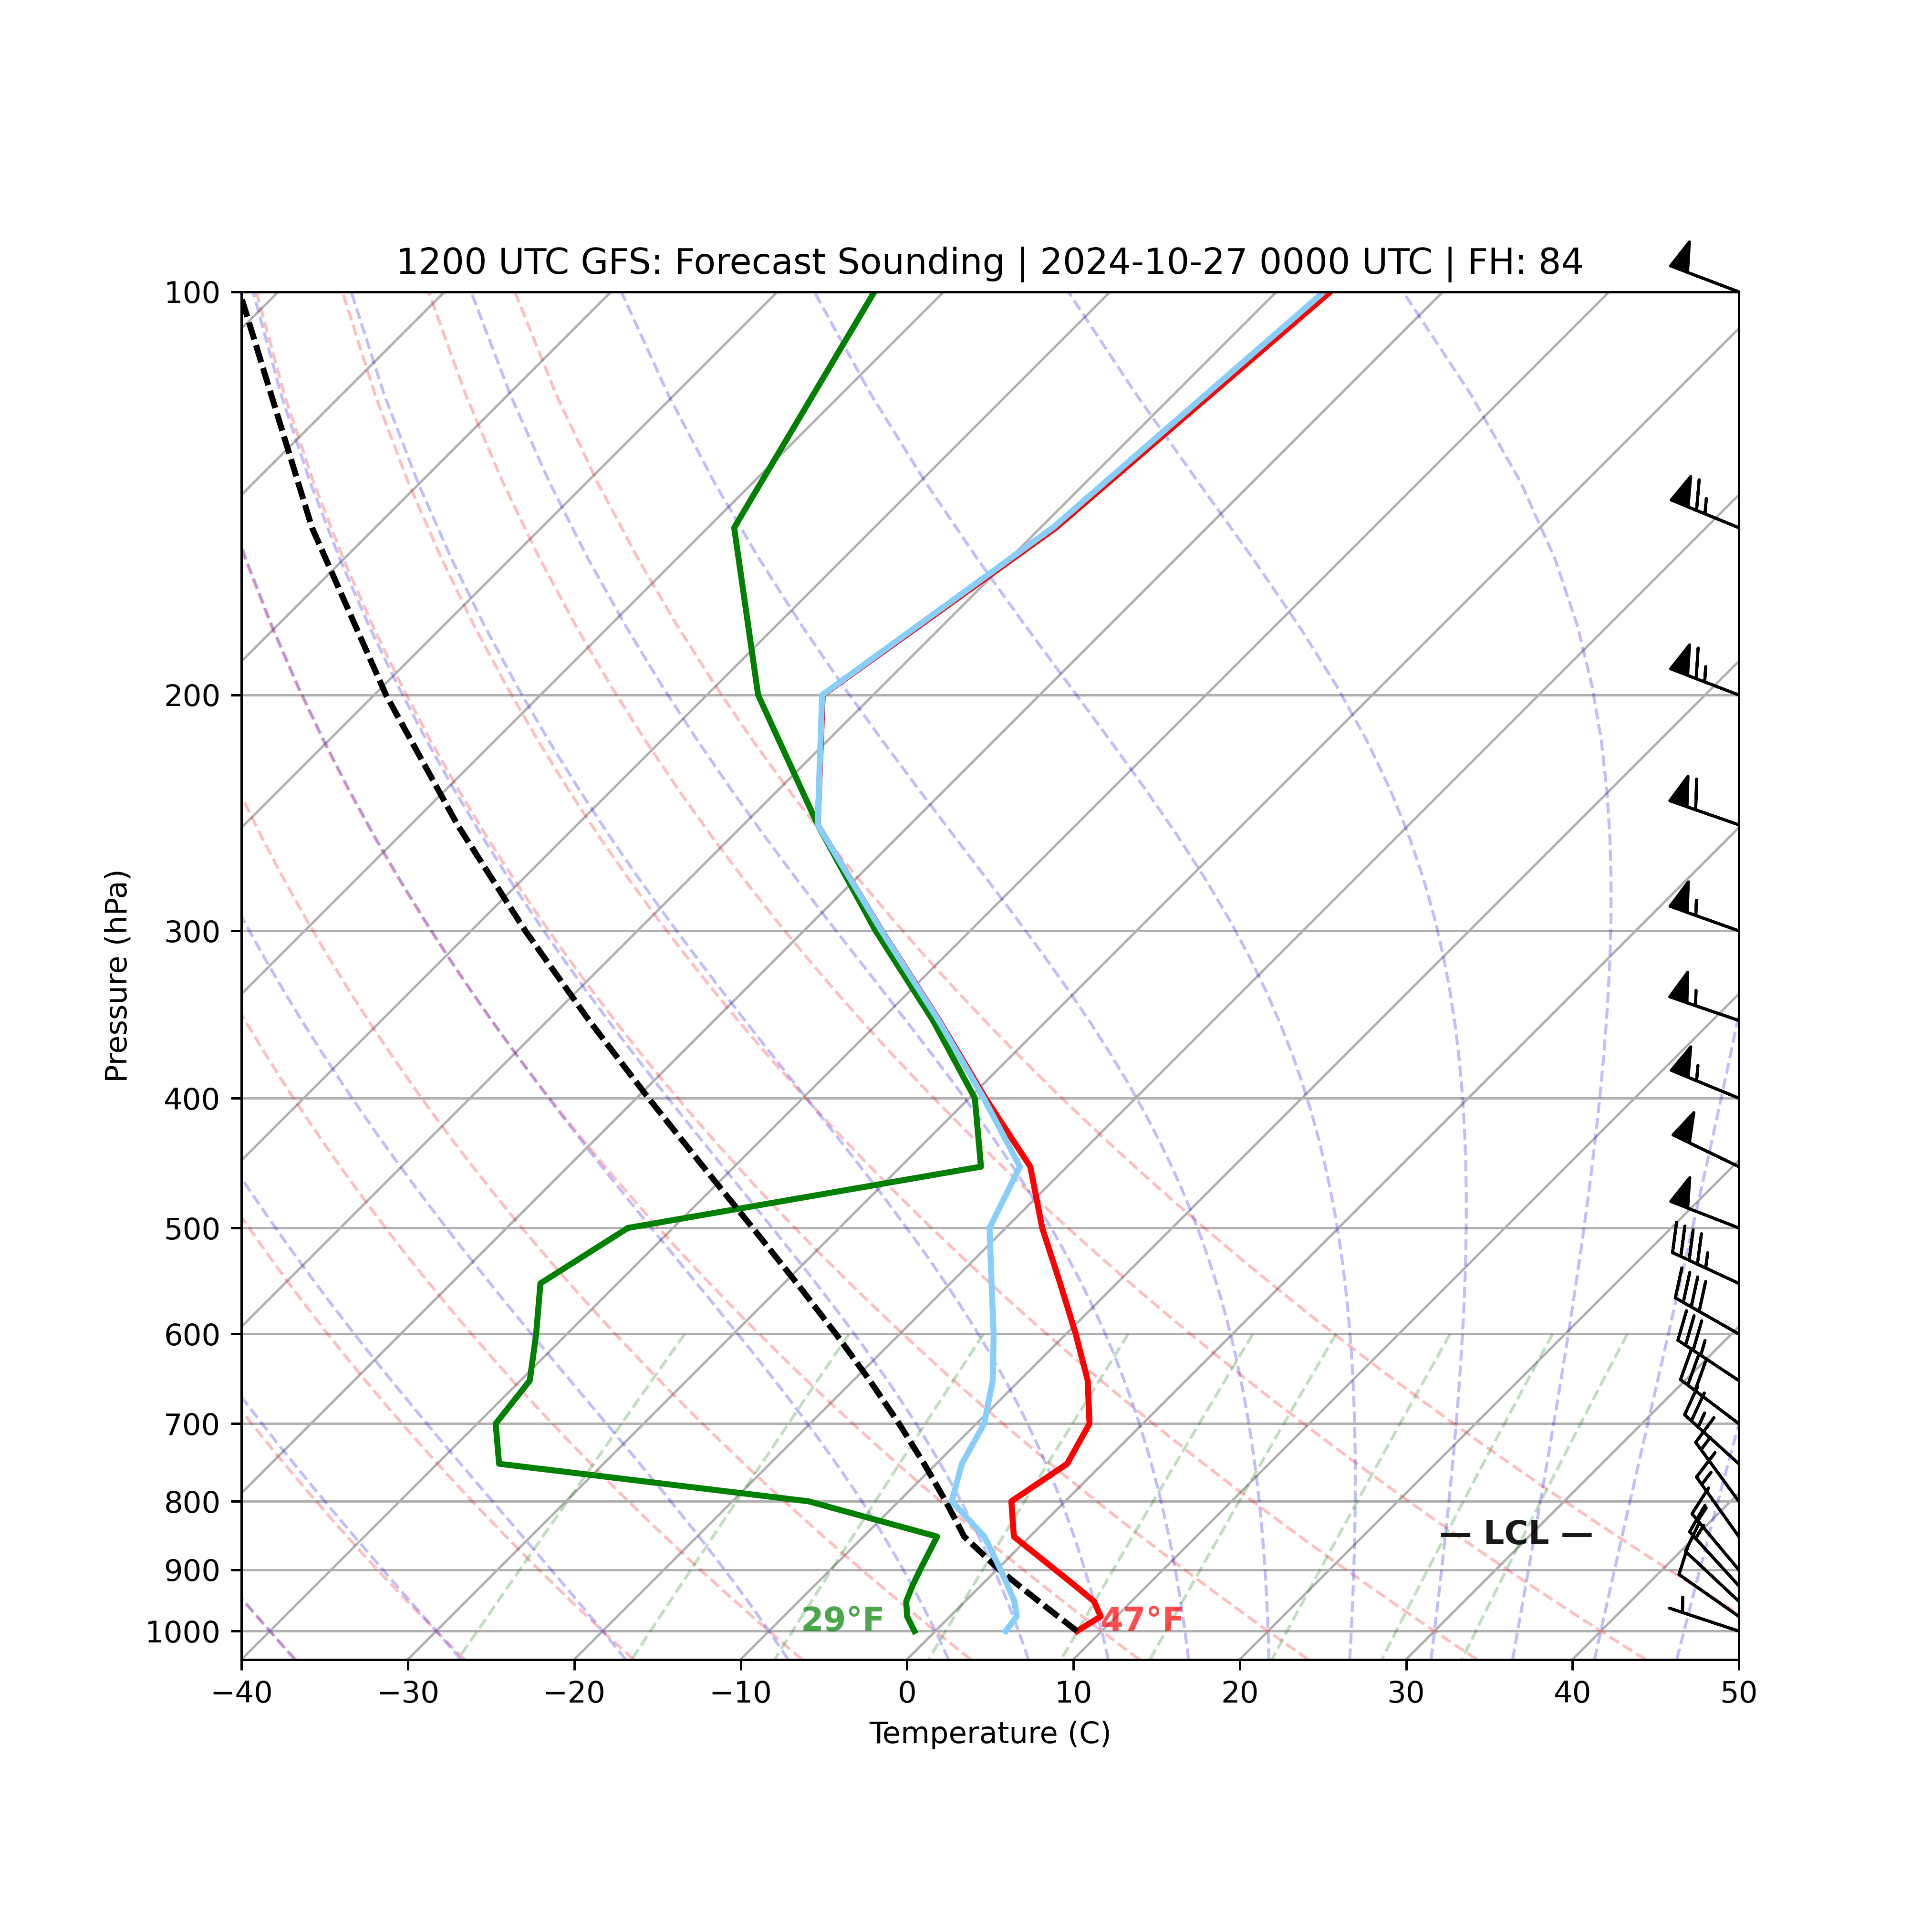 1200 UTC GFS: Forecast Sounding | 2024-10-27 0000 UTC | FH: 84
100
200
300
400
500
600
700
800
900
1000
Pressure (hPa)
— LCL —
29°F
47°F
−40 −30 −20 −10 0 10 20 30 40 50
Temperature (C)